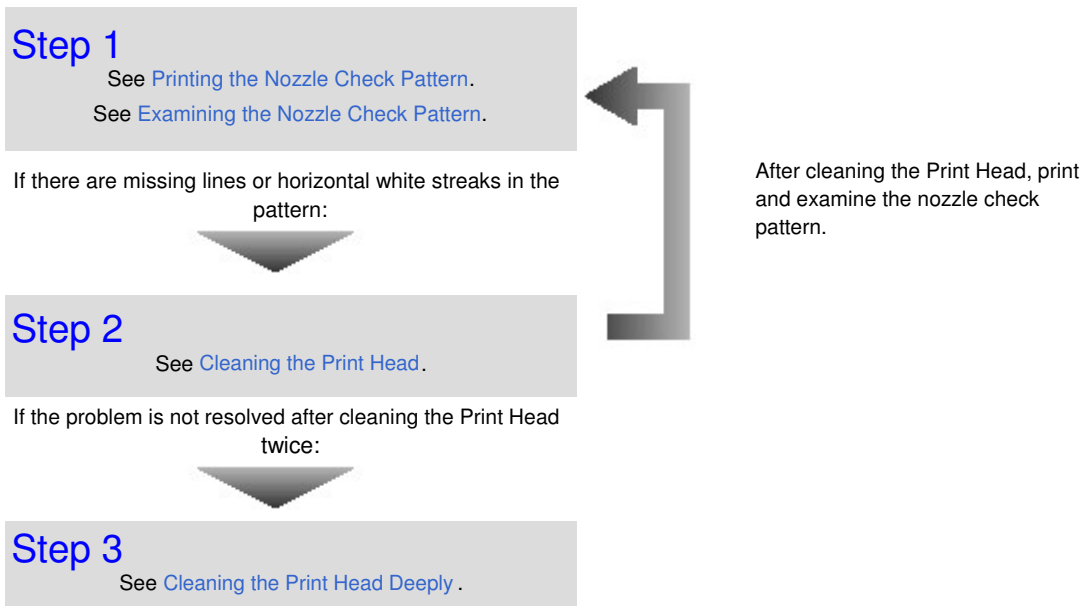 Step 1
See Printing the Nozzle Check Pattern.
See Examining the Nozzle Check Pattern.
If there are missing lines or horizontal white streaks in the
pattern:
After cleaning the Print Head, print
and examine the nozzle check
pattern.
Step 2
See Cleaning the Print Head.
If the problem is not resolved after cleaning the Print Head
twice:
Step 3
See Cleaning the Print Head Deeply .